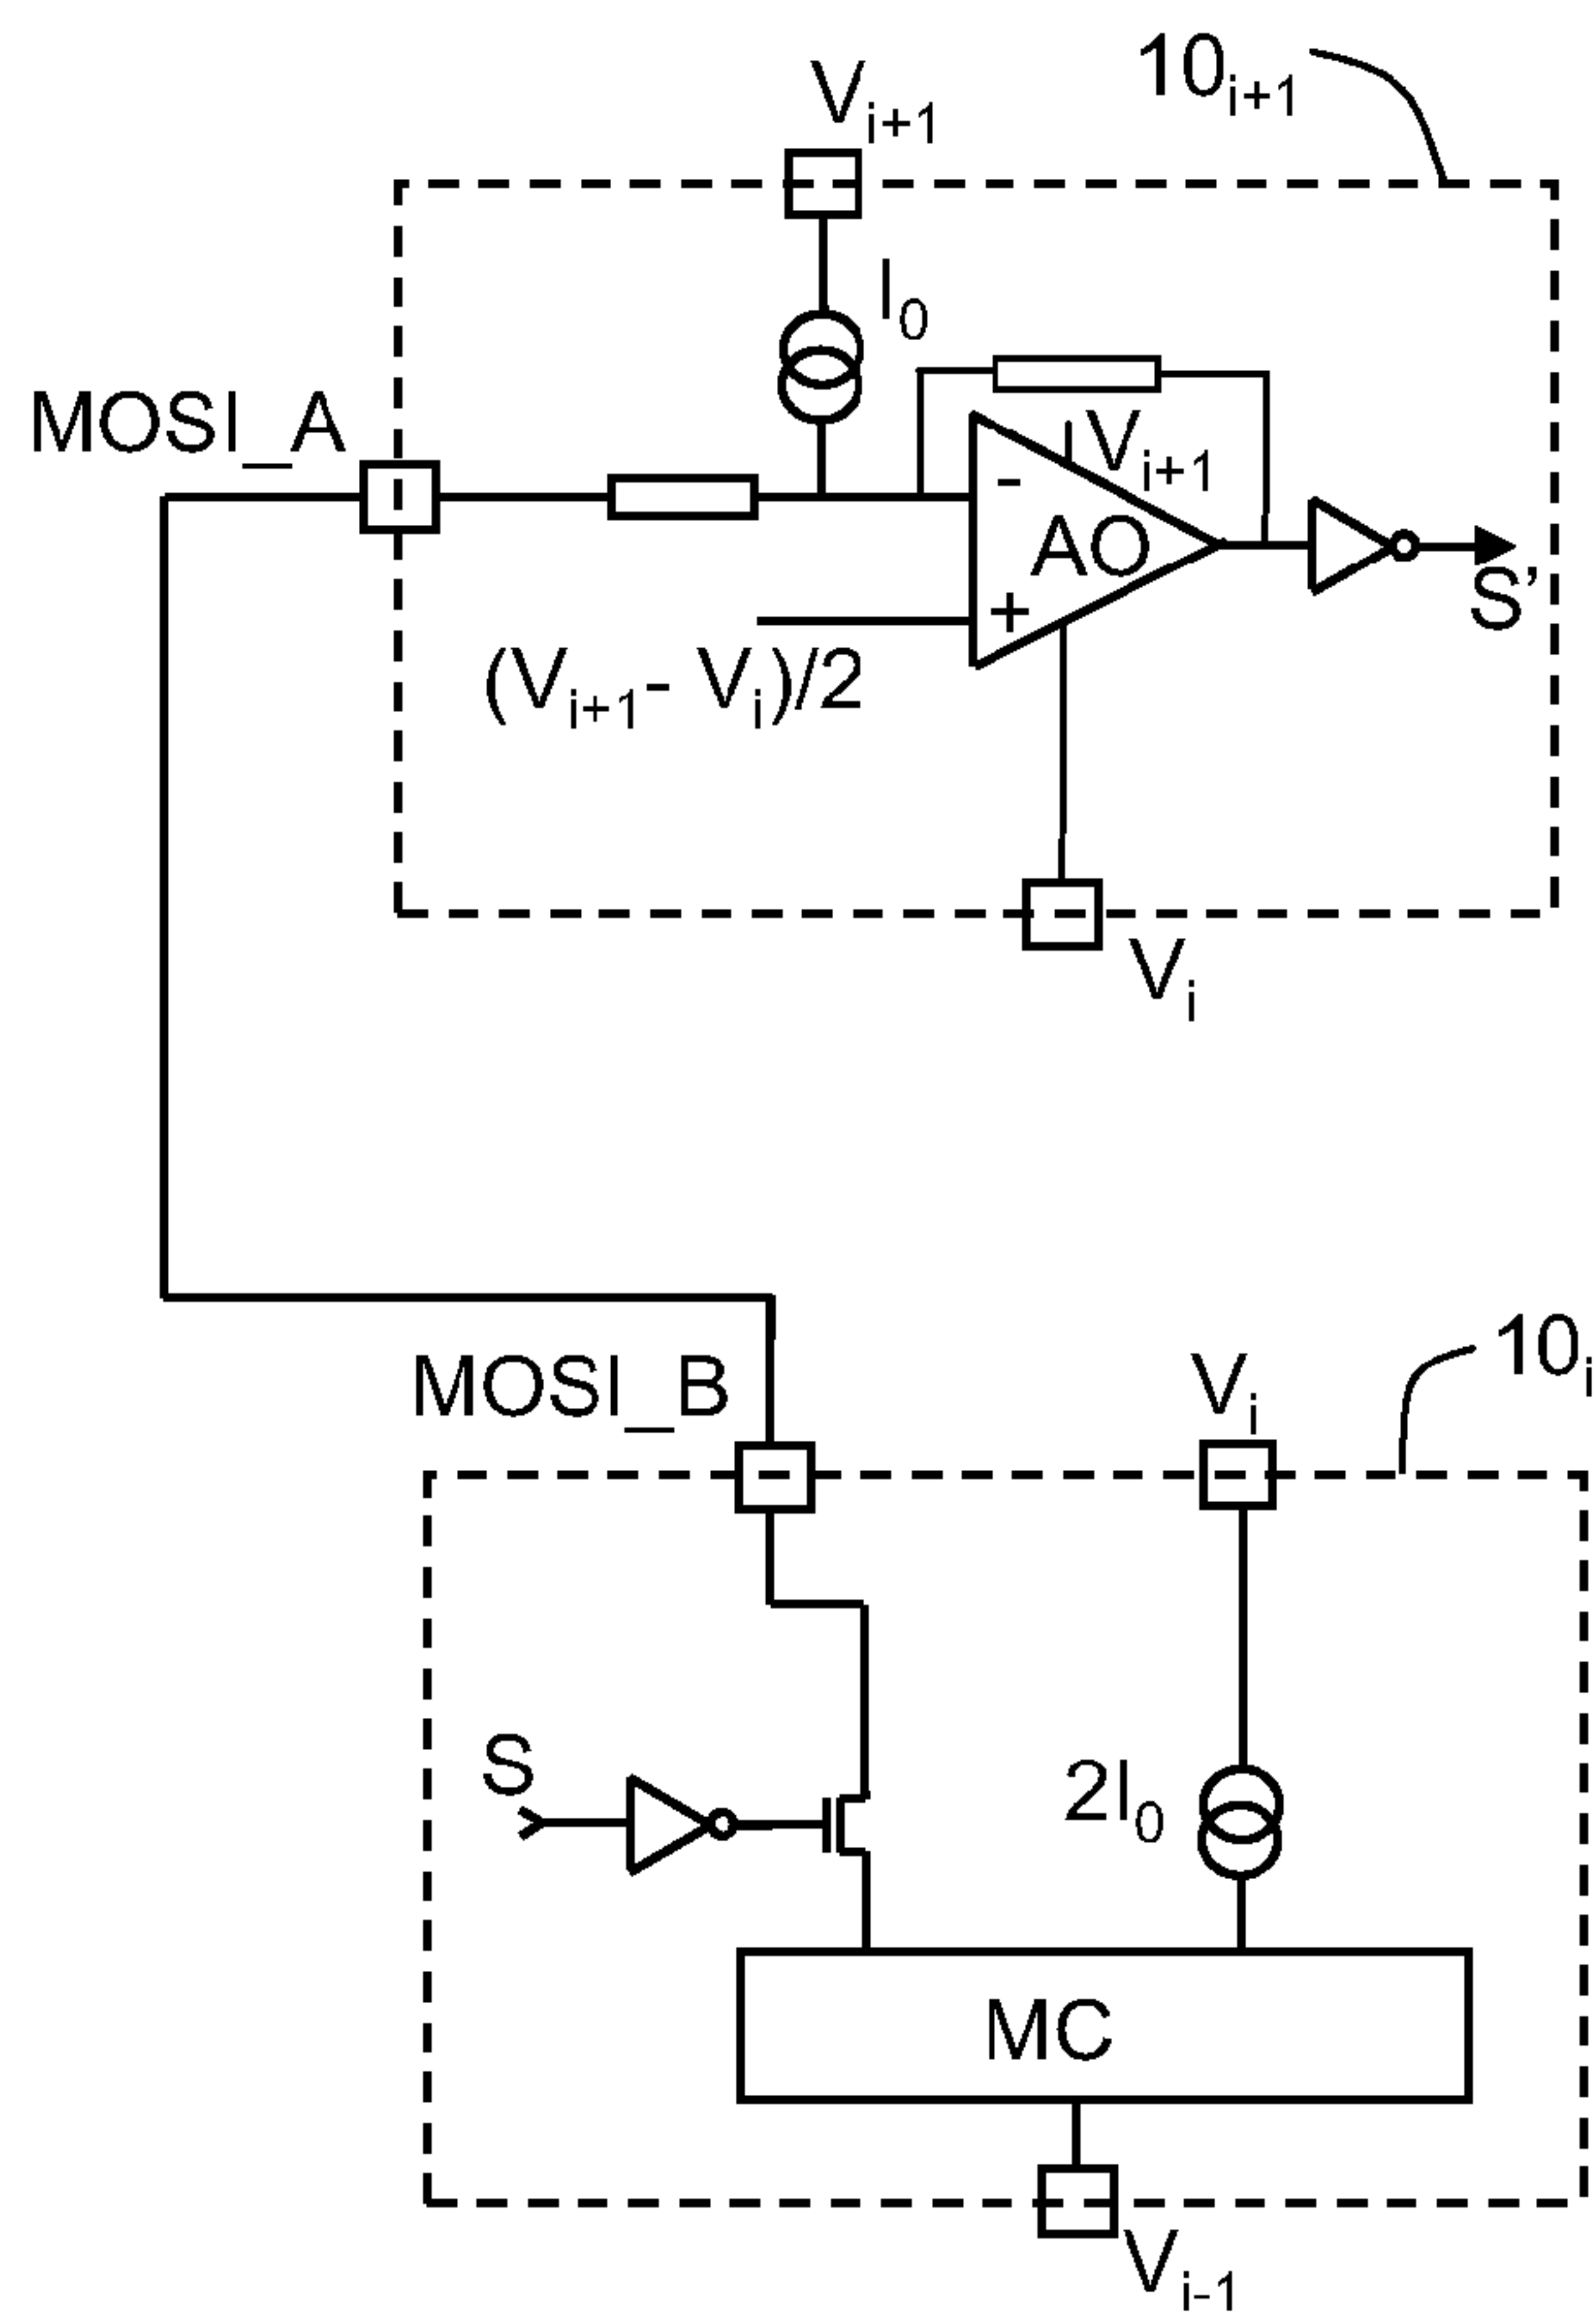 10i+1
Vi+1
I0
MOSI_A
Vi+1
-
AO
+
S’
(Vi+1- Vi)/2
Vi
10i
MOSI_B
Vi
S
2I0
MC
Vi-1